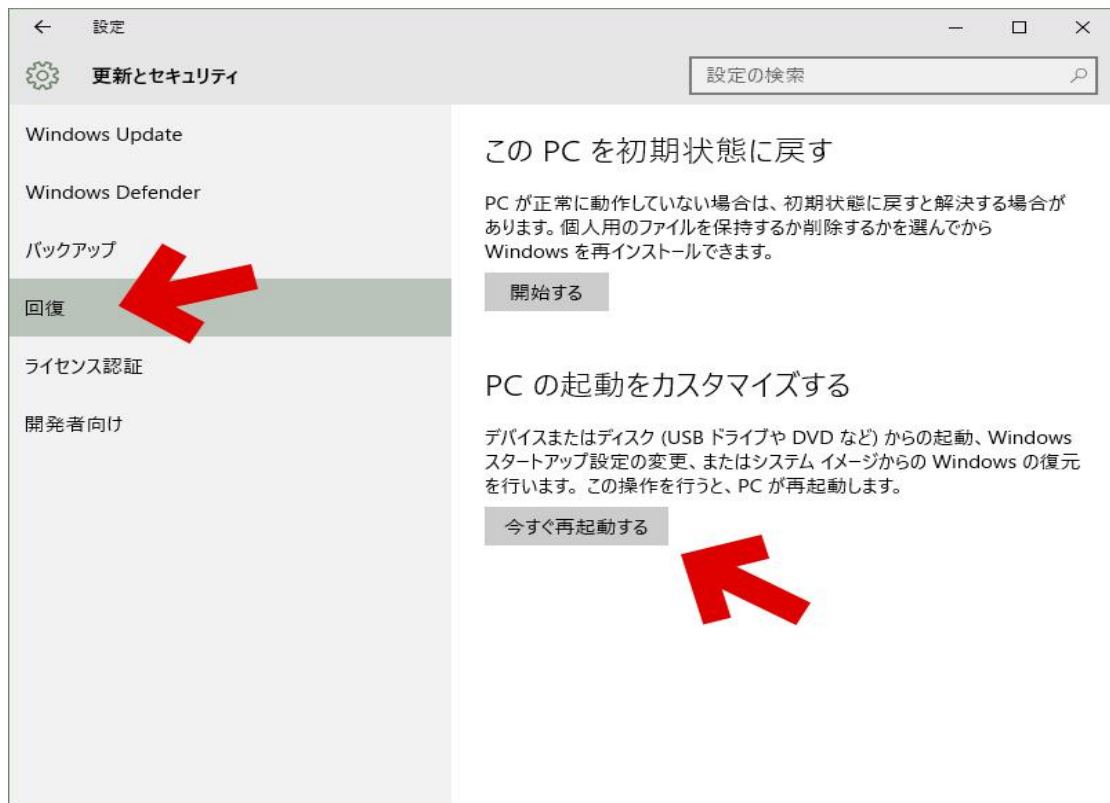 設定
更新とセキュリティ
設定の検索
Windows Update
Windows Defender
バックアップ
回復
ライセンス認証
開発者向け
この PC を初期状態に戻す
PC が正常に動作していない場合は、初期状態に戻すと解決する場合が
あります。個人用のファイルを保持するか削除するかを選んでから
Windows を再インストールできます。
開始する
PC の起動をカスタマイズする
デバイスまたはディスク (USB ドライブや DVD など) からの起動、Windows
スタートアップ設定の変更、またはシステム イメージからの Windows の復元
を行います。この操作を行うと、PC が再起動します。
今すぐ再起動する